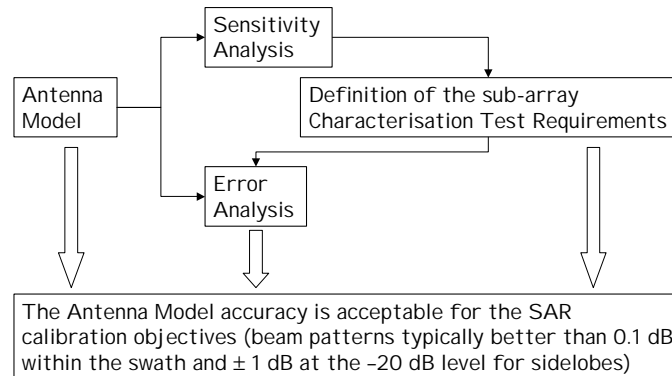 Sensitivity
Analysis
Antenna
Model
Definition of the sub-array
Characterisation Test Requirements
Error
Analysis
The Antenna Model accuracy is acceptable for the SAR
calibration objectives (beam patterns typically better than 0.1 dB
within the swath and ± 1 dB at the –20 dB level for sidelobes)